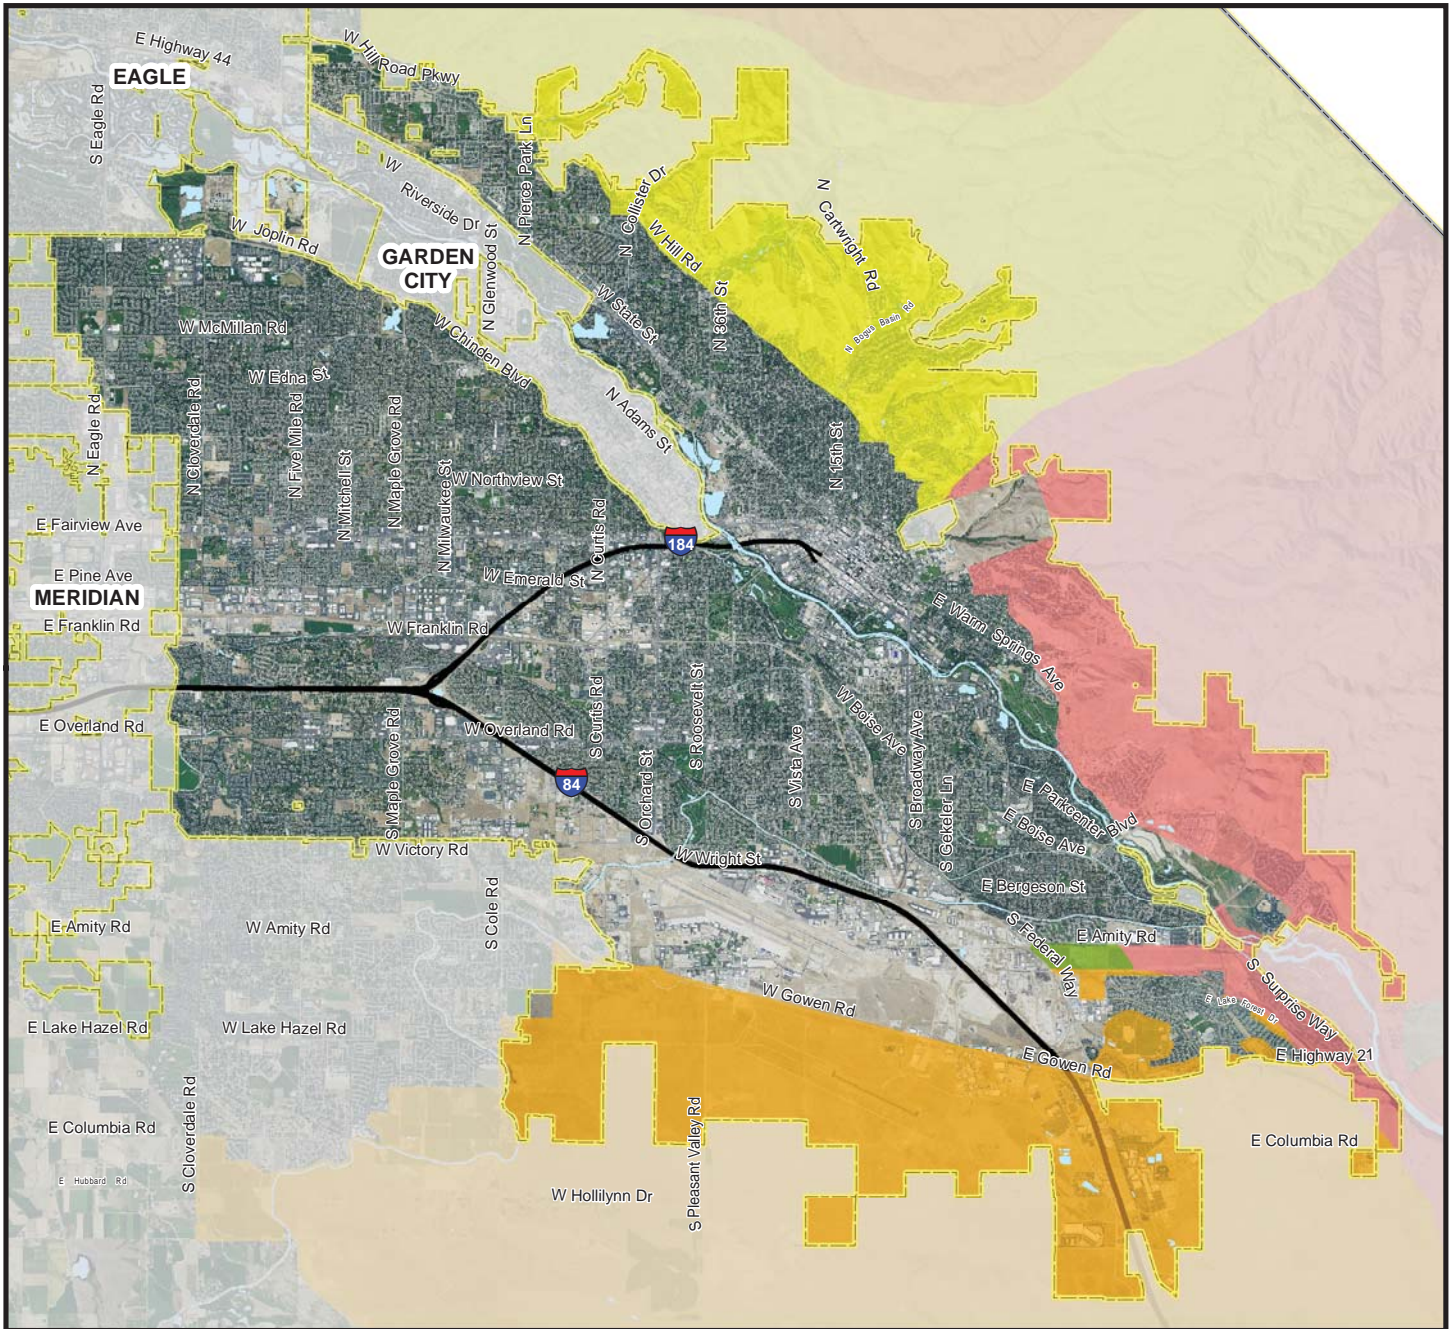 E Highway 44
W Hill Road Pkwy
EAGLE
S Eagle Rd
N Pierce Park Ln
W Riverside Dr
N Collister Dr
N Cartwright Rd
W Joplin Rd
GARDEN
CITY
N Glenwood St
W Hill Rd
W State St
N 36th St
N Bogus Basin Rd
W McMillan Rd
W Chinden Blvd
W Edna St
N Adams St
N Eagle Rd
N Cloverdale Rd
N Five Mile Rd
N Mitchell St
N Maple Grove Rd
N Milwaukee St
W Northview St
N 15th St
E Fairview Ave
N Curtis Rd
184
E Pine Ave
MERIDIAN
W Emerald St
E Franklin Rd
W Franklin Rd
E Warm Springs Ave
E Overland Rd
S Maple Grove Rd
W Overland Rd
S Curtis Rd
S Roosevelt St
W Boise Ave
S Vista Ave
S Broadway Ave
84
S Orchard St
S Gekeler Ln
E Parkcenter Blvd
E Boise Ave
W Victory Rd
W Wright St
E Bergeson St
E Amity Rd
W Amity Rd
S Cole Rd
S Federal Way
E Amity Rd
S Surprise Way
W Gowen Rd
E Lake Forest Dr
E Lake Hazel Rd
W Lake Hazel Rd
E Gowen Rd
E Highway 21
E Columbia Rd
S Cloverdale Rd
S Pleasant Valley Rd
E Columbia Rd
E Hubbard Rd
W Hollilynn Dr